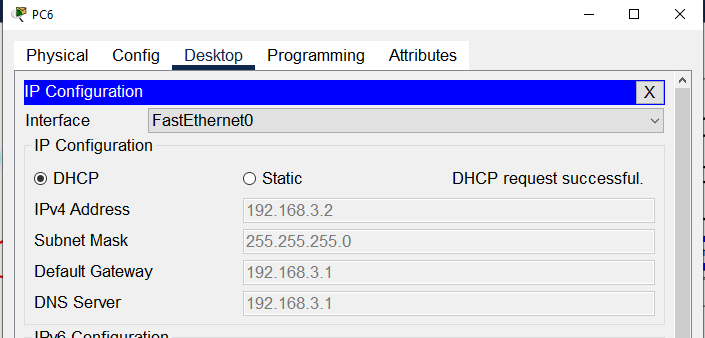 PC6
Physical Config Desktop Programming Attributes
IP Configuration X
Interface FastEthernet0
IP Configuration
DHCP Static DHCP request successful.
IPv4 Address 192.168.3.2
Subnet Mask 255.255.255.0
Default Gateway 192.168.3.1
DNS Server 192.168.3.1
IPv6 Configuration